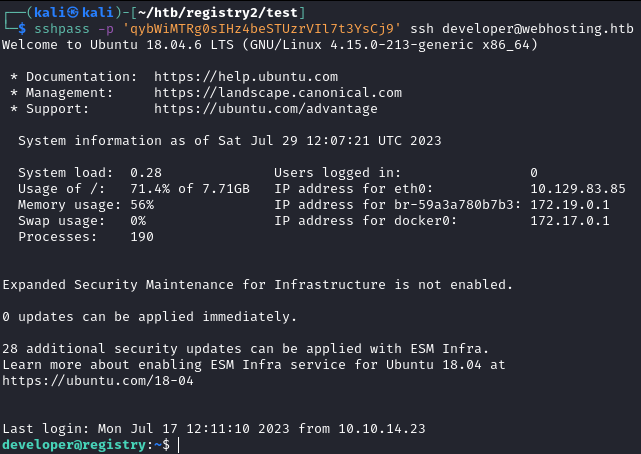 ┌──(kali㉿kali)-[~/htb/registry2/test]
└─$ sshpass -p 'qybWiMTRg0sIHz4beSTUzrVIl7t3YsCj9' ssh developer@webhosting.htb
Welcome to Ubuntu 18.04.6 LTS (GNU/Linux 4.15.0-213-generic x86_64)
* Documentation:  https://help.ubuntu.com
* Management:     https://landscape.canonical.com
* Support:        https://ubuntu.com/advantage
System information as of Sat Jul 29 12:07:21 UTC 2023
System load:  0.28              Users logged in:                0
Usage of /:   71.4% of 7.71GB   IP address for eth0:            10.129.83.85
Memory usage: 56%               IP address for br-59a3a780b7b3: 172.19.0.1
Swap usage:   0%                IP address for docker0:         172.17.0.1
Processes:    190
Expanded Security Maintenance for Infrastructure is not enabled.
0 updates can be applied immediately.
28 additional security updates can be applied with ESM Infra.
Learn more about enabling ESM Infra service for Ubuntu 18.04 at
https://ubuntu.com/18-04
Last login: Mon Jul 17 12:11:10 2023 from 10.10.14.23
developer@registry:~$